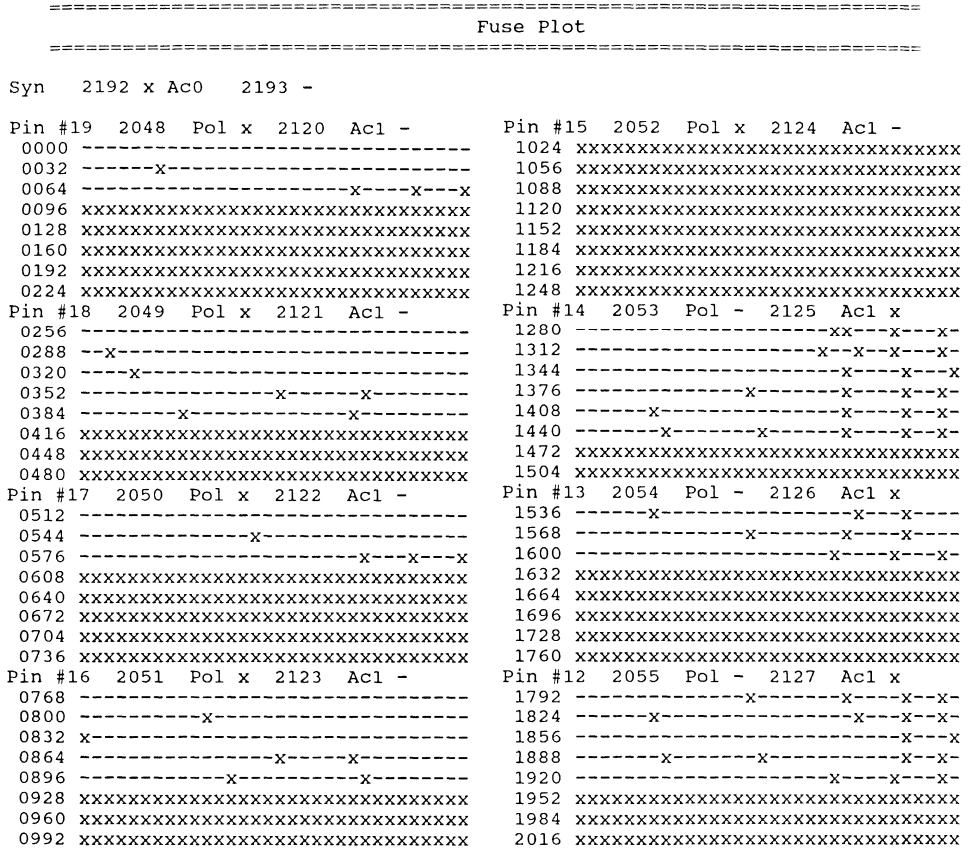 =======================================================================
Fuse Plot
=======================================================================
Syn 2192 x Ac0 2193 -
Pin #19 2048 Pol x 2120 Ac1 -
0000 --------------------------------
0032 ------x-------------------------
0064 ----------------------x----x---x
0096 xxxxxxxxxxxxxxxxxxxxxxxxxxxxxxxx
0128 xxxxxxxxxxxxxxxxxxxxxxxxxxxxxxxx
0160 xxxxxxxxxxxxxxxxxxxxxxxxxxxxxxxx
0192 xxxxxxxxxxxxxxxxxxxxxxxxxxxxxxxx
0224 xxxxxxxxxxxxxxxxxxxxxxxxxxxxxxxx
Pin #18 2049 Pol x 2121 Ac1 -
0256 --------------------------------
0288 --x-----------------------------
0320 ----x---------------------------
0352 ----------------x------x--------
0384 --------x-------------x---------
0416 xxxxxxxxxxxxxxxxxxxxxxxxxxxxxxxx
0448 xxxxxxxxxxxxxxxxxxxxxxxxxxxxxxxx
0480 xxxxxxxxxxxxxxxxxxxxxxxxxxxxxxxx
Pin #17 2050 Pol x 2122 Ac1 -
0512 --------------------------------
0544 --------------x-----------------
0576 -----------------------x---x---x
0608 xxxxxxxxxxxxxxxxxxxxxxxxxxxxxxxx
0640 xxxxxxxxxxxxxxxxxxxxxxxxxxxxxxxx
0672 xxxxxxxxxxxxxxxxxxxxxxxxxxxxxxxx
0704 xxxxxxxxxxxxxxxxxxxxxxxxxxxxxxxx
0736 xxxxxxxxxxxxxxxxxxxxxxxxxxxxxxxx
Pin #16 2051 Pol x 2123 Ac1 -
0768 --------------------------------
0800 ----------x---------------------
0832 x-------------------------------
0864 ----------------x-----x---------
0896 ------------x----------x--------
0928 xxxxxxxxxxxxxxxxxxxxxxxxxxxxxxxx
0960 xxxxxxxxxxxxxxxxxxxxxxxxxxxxxxxx
0992 xxxxxxxxxxxxxxxxxxxxxxxxxxxxxxxx
Pin #15 2052 Pol x 2124 Ac1 -
1024 xxxxxxxxxxxxxxxxxxxxxxxxxxxxxxxx
1056 xxxxxxxxxxxxxxxxxxxxxxxxxxxxxxxx
1088 xxxxxxxxxxxxxxxxxxxxxxxxxxxxxxxx
1120 xxxxxxxxxxxxxxxxxxxxxxxxxxxxxxxx
1152 xxxxxxxxxxxxxxxxxxxxxxxxxxxxxxxx
1184 xxxxxxxxxxxxxxxxxxxxxxxxxxxxxxxx
1216 xxxxxxxxxxxxxxxxxxxxxxxxxxxxxxxx
1248 xxxxxxxxxxxxxxxxxxxxxxxxxxxxxxxx
Pin #14 2053 Pol - 2125 Ac1 x
1280 ---------------------xx---x---x-
1312 --------------------x--x--x---x-
1344 ----------------------x----x---x
1376 --------------x-------x----x--x-
1408 ------x---------------x----x--x-
1440 -------x-------x------x----x--x-
1472 xxxxxxxxxxxxxxxxxxxxxxxxxxxxxxxx
1504 xxxxxxxxxxxxxxxxxxxxxxxxxxxxxxxx
Pin #13 2054 Pol - 2126 Ac1 x
1536 ------x----------------x---x----
1568 --------------x-------x----x----
1600 ---------------------x----x---x-
1632 xxxxxxxxxxxxxxxxxxxxxxxxxxxxxxxx
1664 xxxxxxxxxxxxxxxxxxxxxxxxxxxxxxxx
1696 xxxxxxxxxxxxxxxxxxxxxxxxxxxxxxxx
1728 xxxxxxxxxxxxxxxxxxxxxxxxxxxxxxxx
1760 xxxxxxxxxxxxxxxxxxxxxxxxxxxxxxxx
Pin #12 2055 Pol - 2127 Ac1 x
1792 --------------x-------x----x--x-
1824 ------x----------------x---x--x-
1856 ---------------------------x---x
1888 -------x-------x-----------x--x-
1920 ---------------------x----x---x-
1952 xxxxxxxxxxxxxxxxxxxxxxxxxxxxxxxx
1984 xxxxxxxxxxxxxxxxxxxxxxxxxxxxxxxx
2016 xxxxxxxxxxxxxxxxxxxxxxxxxxxxxxxx